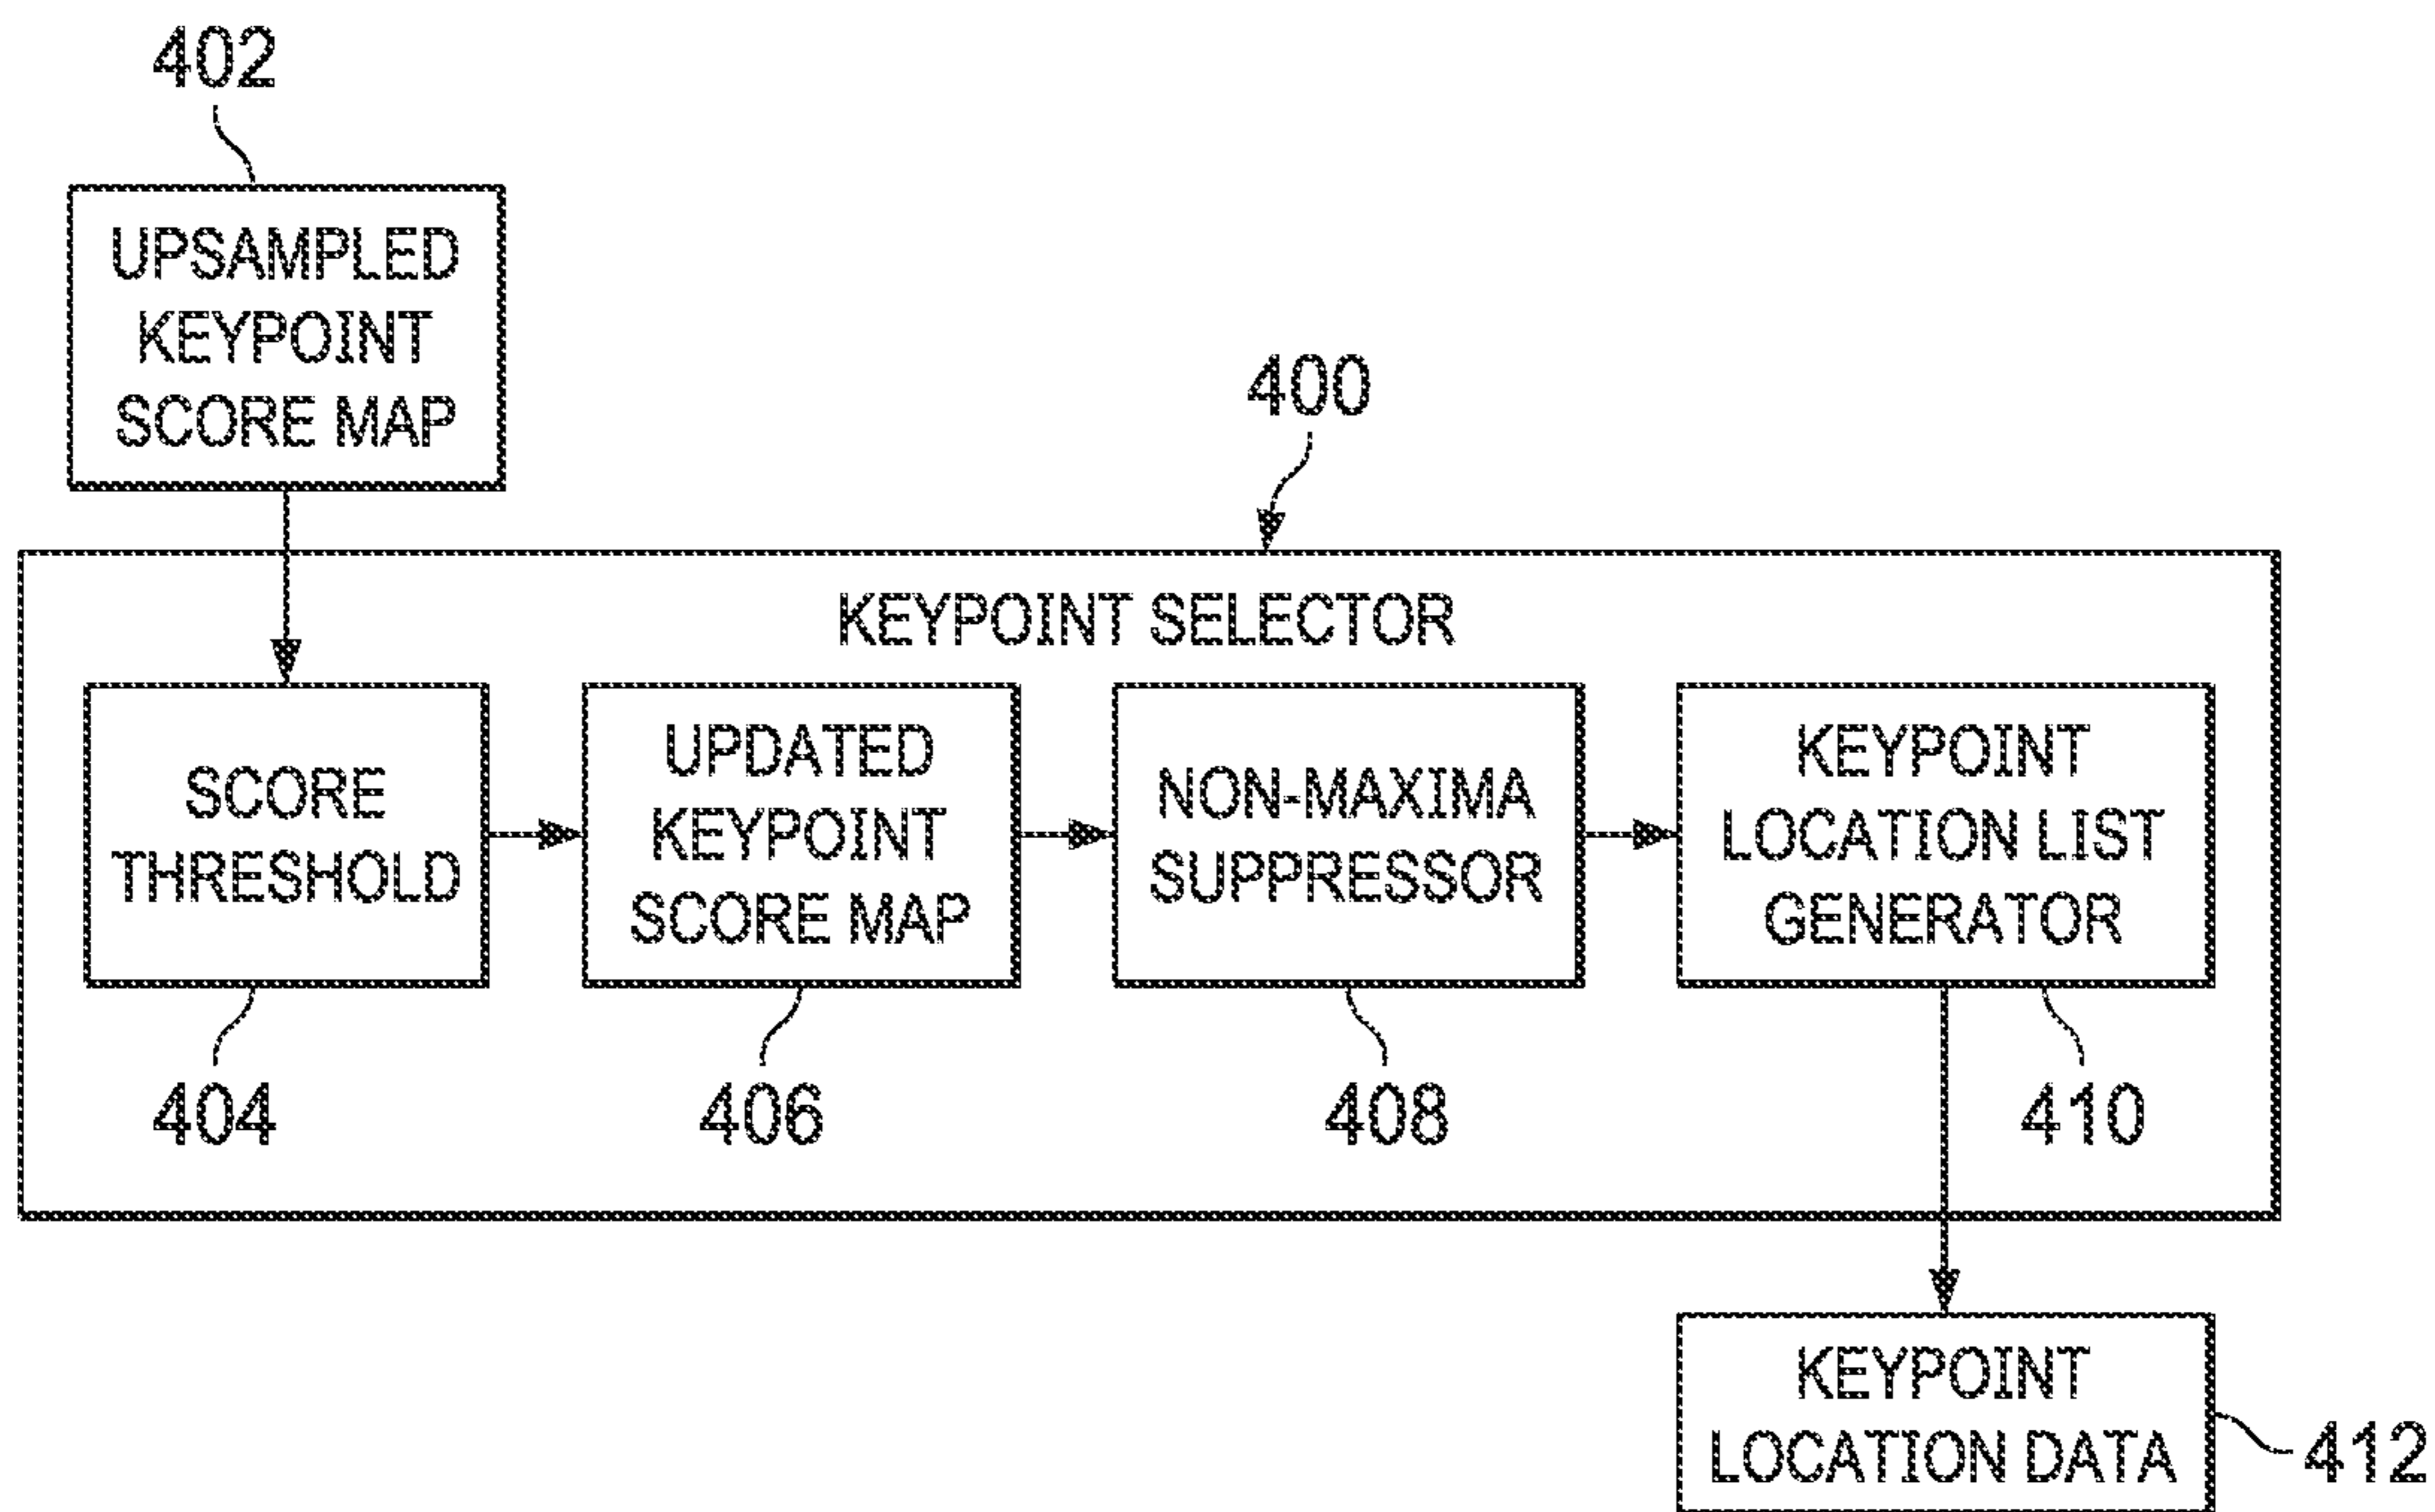 402
UPSAMPLED
KEYPOINT
SCORE MAP
400
KEYPOINT SELECTOR
SCORE
THRESHOLD
UPDATED
KEYPOINT
SCORE MAP
NON-MAXIMA
SUPPRESSOR
KEYPOINT
LOCATION LIST
GENERATOR
404
406
408
410
KEYPOINT
LOCATION DATA
412